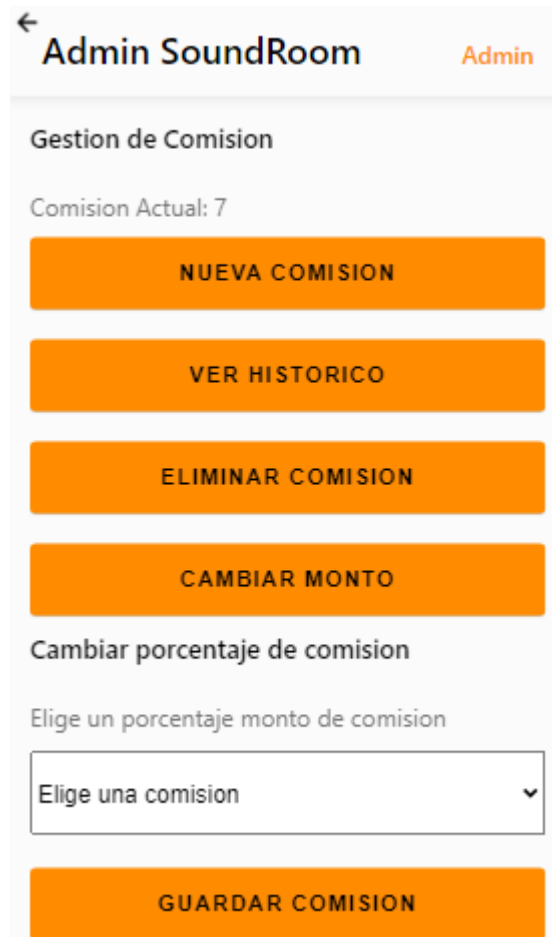 Admin SoundRoom
Admin
Gestion de Comision
Comision Actual: 7
NUEVA COMISION
VER HISTORICO
ELIMINAR COMISION
CAMBIAR MONTO
Cambiar porcentaje de comision
Elige un porcentaje monto de comision
Elige una comision
GUARDAR COMISION